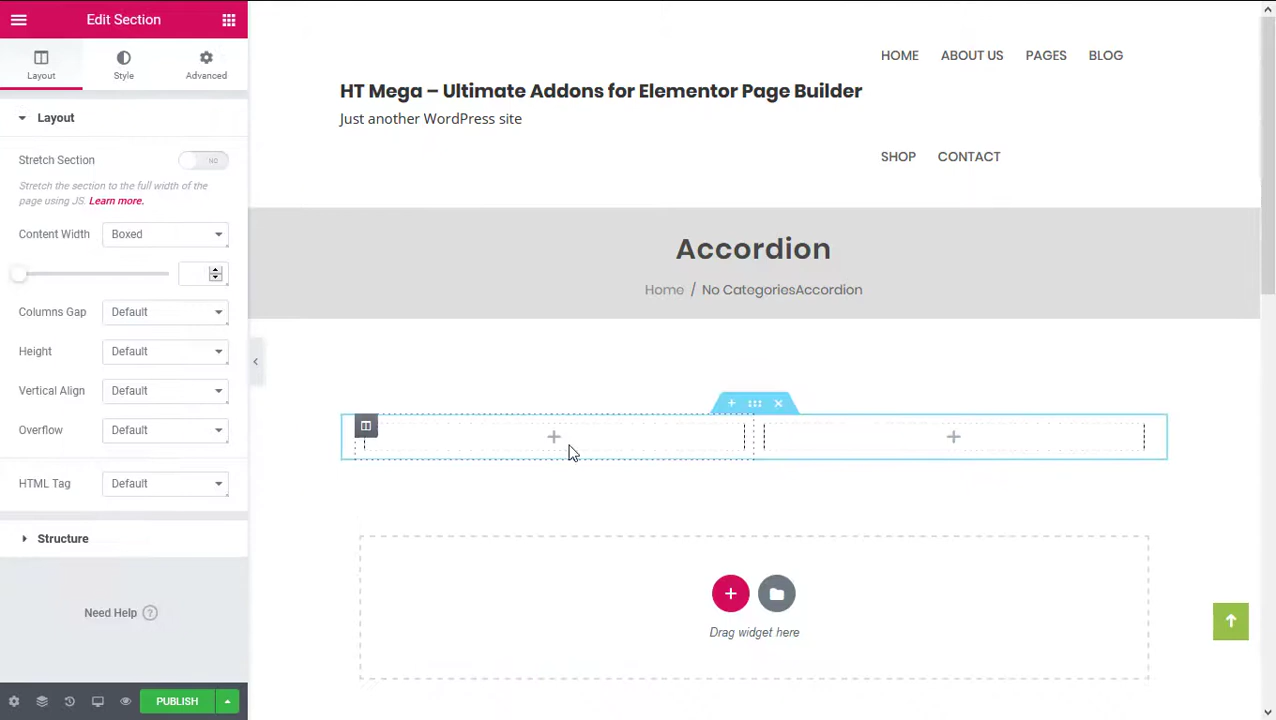 Edit Section
Layout
Style
Advanced
Layout
Stretch Section
NO
Stretch the section to the full width of the
page using JS. Learn more.
Content Width
Boxed
Columns Gap
Default
Height
Default
Vertical Align
Default
Overflow
Default
HTML Tag
Default
Structure
Need Help
?
PUBLISH
HOME ABOUT US PAGES BLOG
HT Mega – Ultimate Addons for Elementor Page Builder
Just another WordPress site
SHOP CONTACT
Accordion
Home / No CategoriesAccordion
Drag widget here